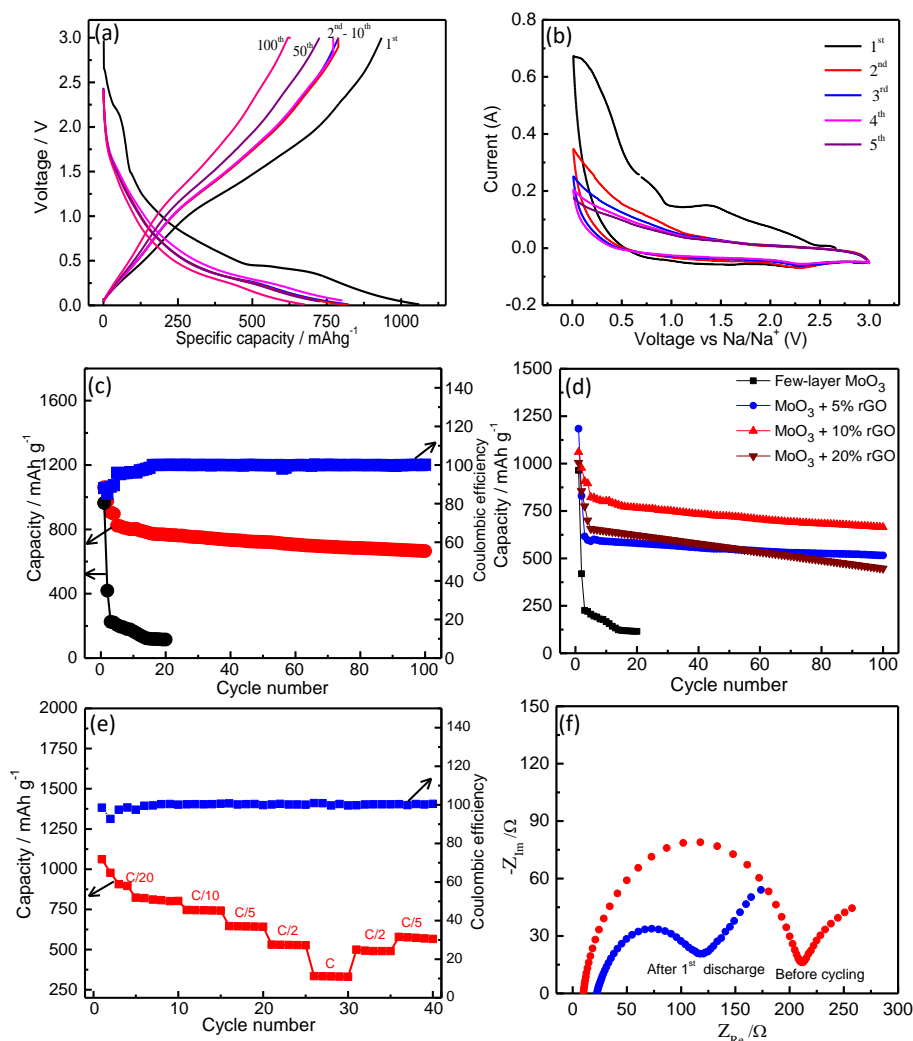 (a)
100th 50th 2nd - 10th 1st
3.0
2.5
2.0
1.5
1.0
0.5
0.0
Voltage / V
0 250 500 750 1000
Specific capacity / mAhg-1
(b)
1st
2nd
3rd
4th
5th
0.8
0.6
0.4
0.2
0.0
-0.2
Current (A)
0.0 0.5 1.0 1.5 2.0 2.5 3.0
Voltage vs Na/Na+ (V)
(c)
1600
1200
800
400
0
Capacity / mAh g-1
140
120
100
80
60
40
20
0
Coulombic efficiency
0 20 40 60 80 100
Cycle number
(d)
Few-layer MoO3
MoO3 + 5% rGO
MoO3 + 10% rGO
MoO3 + 20% rGO
1500
1250
1000
750
500
250
0
Capacity / mAh g-1
0 20 40 60 80 100
Cycle number
(e)
2000
1750
1500
1375
1250
1000
750
500
250
Capacity / mAh g-1
C/20
C/10
C/5
C/2
C
C/2
C/5
150
100
50
0
Coulombic efficiency
0 10 20 30 40
Cycle number
(f)
150
120
90
60
30
0
-ZIm/Ω
After 1st discharge
Before cycling
0 50 100 150 200 250 300
ZRe /Ω